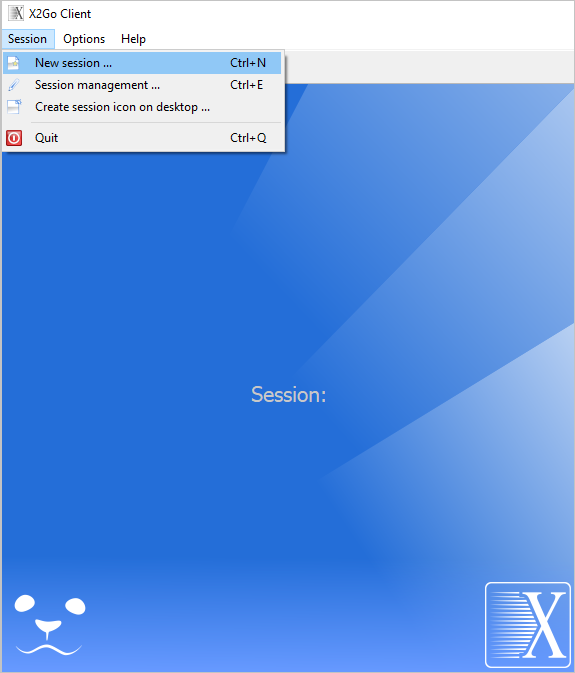 X2Go Client
Session Options Help
New session ... Ctrl+N
Session management ... Ctrl+E
Create session icon on desktop ...
Quit Ctrl+Q
Session:
X